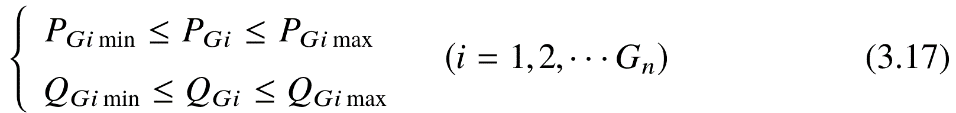 P_{Gi min} ≤ P_{Gi} ≤ P_{Gi max}
(i = 1, 2, ··· G_n) (3.17)
Q_{Gi min} ≤ Q_{Gi} ≤ Q_{Gi max}